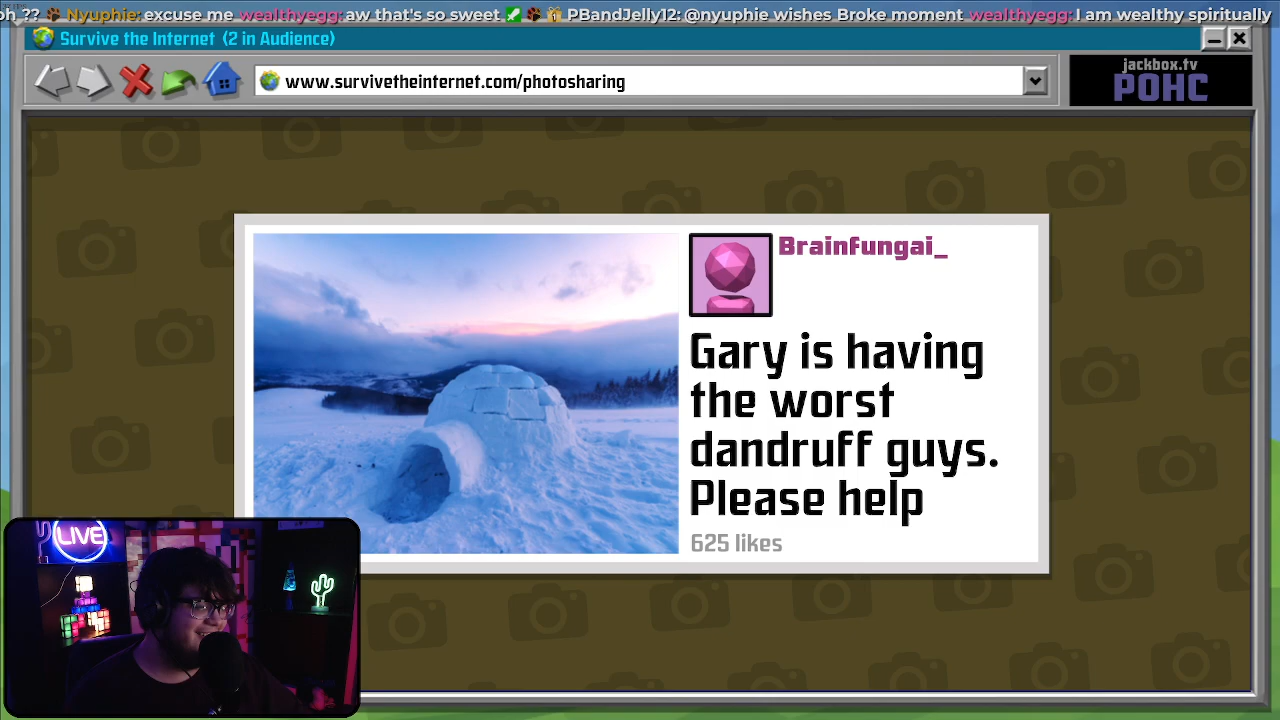 oh ?? Nyuphie: excuse me wealthyegg: aw that's so sweet PBandJelly12: @nyuphie wishes Broke moment wealthyegg: I am wealthy spiritually
Survive the Internet (2 in Audience)
www.survivetheinternet.com/photosharing
jackbox.tv
POHC
BrainFungai_
Gary is having
the worst
dandruff guys.
Please help
625 likes
LIVE